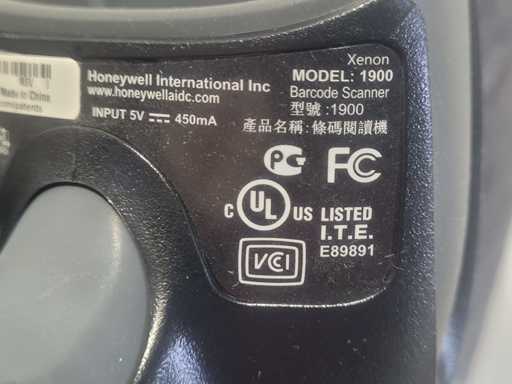 Honeywell International Inc
www.honeywellaidc.com
INPUT 5V ⎓ 450mA
Xenon
MODEL: 1900
Barcode Scanner
型號:1900
產品名稱:條碼閱讀機
PG FC
C UL US LISTED
I.T.E.
E89891
VCI
Made in China